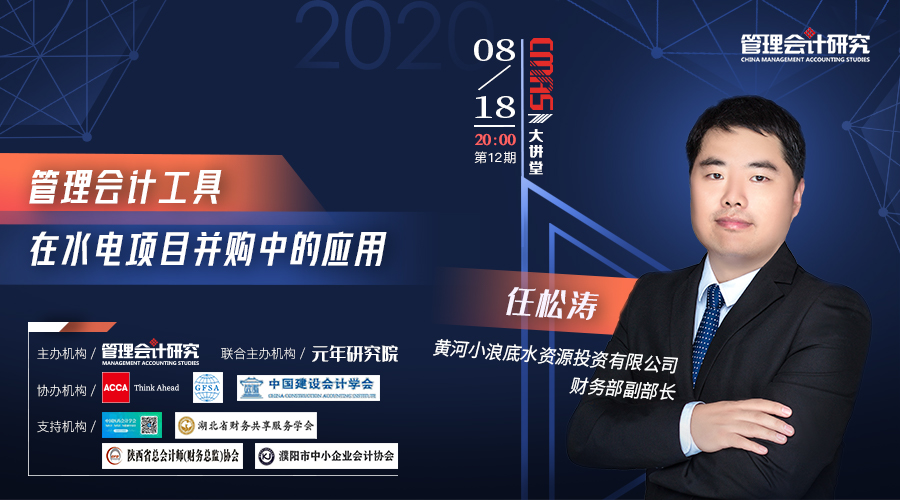 2020
08
18
20:00
第12期
CMAS
大讲堂
管理会计研究
CHINA MANAGEMENT ACCOUNTING STUDIES
管理会计工具
在水电项目并购中的应用
任松涛
黄河小浪底水资源投资有限公司
财务部副部长
主办机构 / 管理会计研究
MANAGEMENT ACCOUNTING STUDIES
联合主办机构 / 元年研究院
协办机构 / ACCA Think Ahead GFSA 中国建设会计学会
CHINA CONSTRUCTION ACCOUNTING INSTITUTE
支持机构 / 湖北省财务共享服务学会
陕西省总会计师(财务总监)协会 濮阳市中小企业会计协会